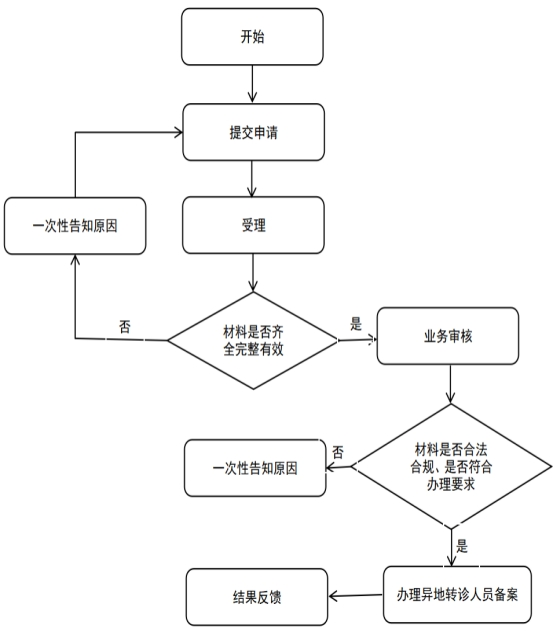 开始
提交申请
一次性告知原因
受理
否
材料是否齐
全完整有效
是
业务审核
一次性告知原因
否
材料是否合法
合规、是否符合
办理要求
是
结果反馈
办理异地转诊人员备案